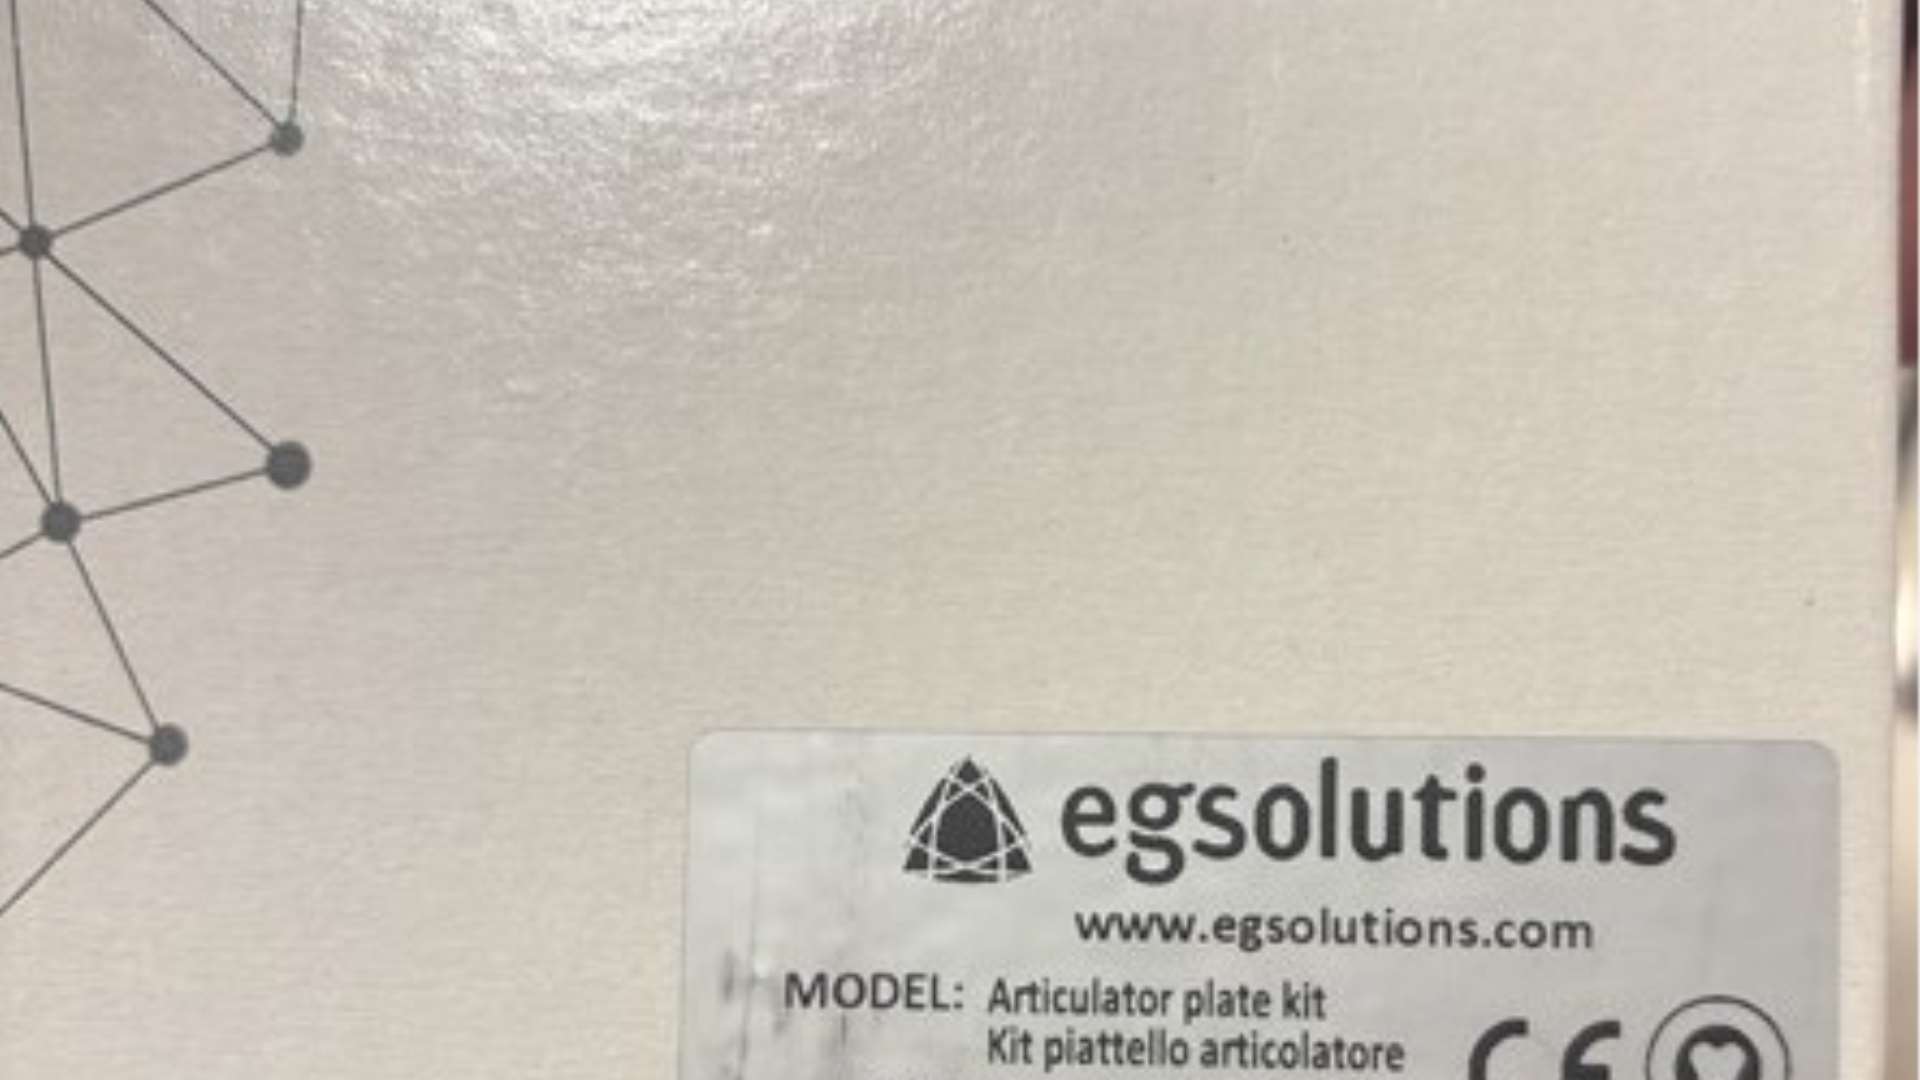 egsolutions
www.egsolutions.com
MODEL: Articulator plate kit
Kit piattello articolatore
CE